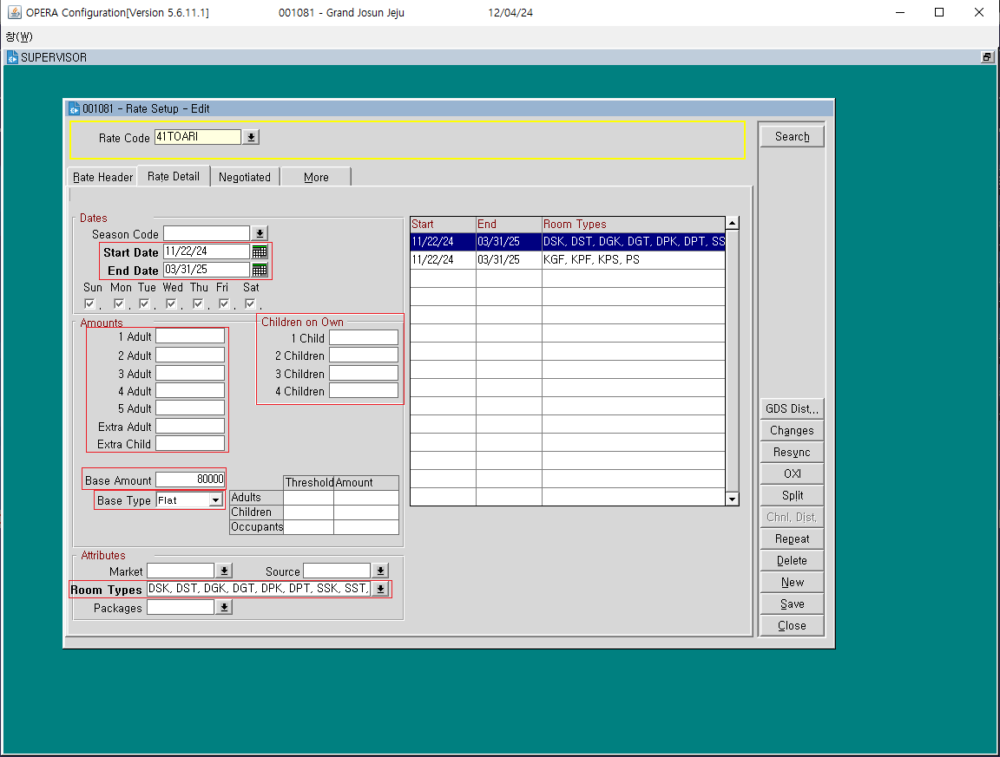 OPERA Configuration[Version 5.6.11.1] 001081 - Grand Josun Jeju 12/04/24
창(W)
SUPERVISOR
001081 - Rate Setup - Edit
Rate Code 41TOARI
Search
Rate Header Rate Detail Negotiated More
Dates
Season Code
Start Date 11/22/24
End Date 03/31/25
Sun Mon Tue Wed Thu Fri Sat
Amounts
1 Adult
2 Adult
3 Adult
4 Adult
5 Adult
Extra Adult
Extra Child
Children on Own
1 Child
2 Children
3 Children
4 Children
Base Amount 80000
Base Type Flat
Threshold Amount
Adults
Children
Occupants
Attributes
Market Source
Room Types DSK, DST, DGK, DGT, DPK, DPT, SSK, SST,
Packages
Start End Room Types
11/22/24 03/31/25 DSK, DST, DGK, DGT, DPK, DPT, SS
11/22/24 03/31/25 KGF, KPF, KPS, PS
GDS Dist...
Changes
Resync
OXI
Split
Chnl. Dist.
Repeat
Delete
New
Save
Close